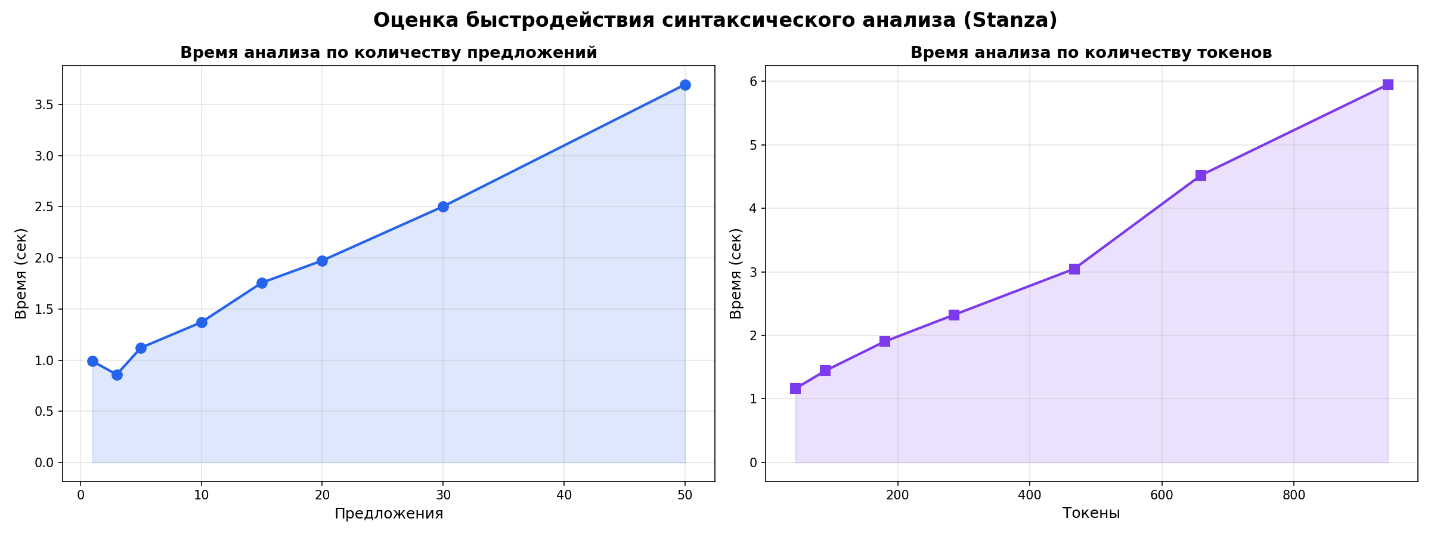 Оценка быстродействия синтаксического анализа (Stanza)
Время анализа по количеству предложений
Время (сек)
3.5
3.0
2.5
2.0
1.5
1.0
0.5
0.0
0 10 20 30 40 50
Предложения
Время анализа по количеству токенов
Время (сек)
6
5
4
3
2
1
0
200 400 600 800
Токены